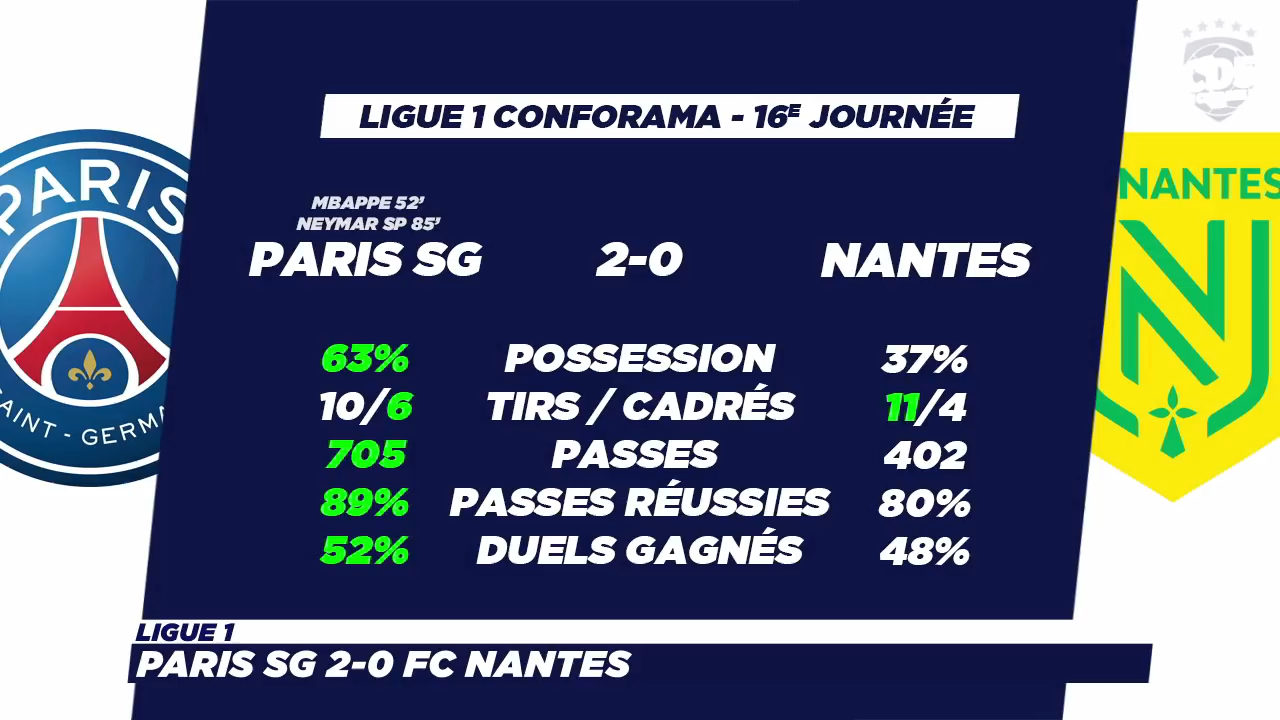 LIGUE 1 CONFORAMA - 16E JOURNÉE
MBAPPE 52’
NEYMAR SP 85’
PARIS SG 2-0 NANTES
63% POSSESSION 37%
10/6 TIRS / CADRÉS 11/4
705 PASSES 402
89% PASSES RÉUSSIES 80%
52% DUELS GAGNÉS 48%
LIGUE 1
PARIS SG 2-0 FC NANTES
PARIS
NANTES